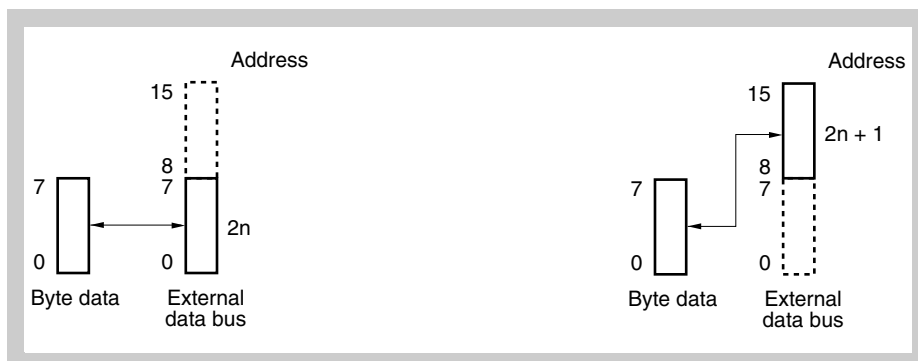 Address
15
8
7
7
2n
0
0
Byte data
External
data bus
Address
15
2n + 1
8
7
7
0
0
Byte data
External
data bus